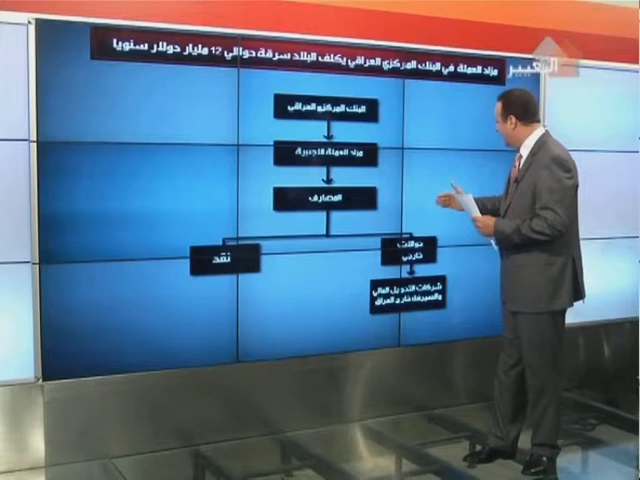 مزاد العملة في البنك المركزي العراقي يكلف البلاد سرقة حوالي 12 مليار دولار سنويا
التغيير
البنك المركزي العراقي
مزاد العملة الاجنبية
المصارف
نقد
حوالات
خارجي
شركات التحويل المالي
والصيرفة خارج العراق